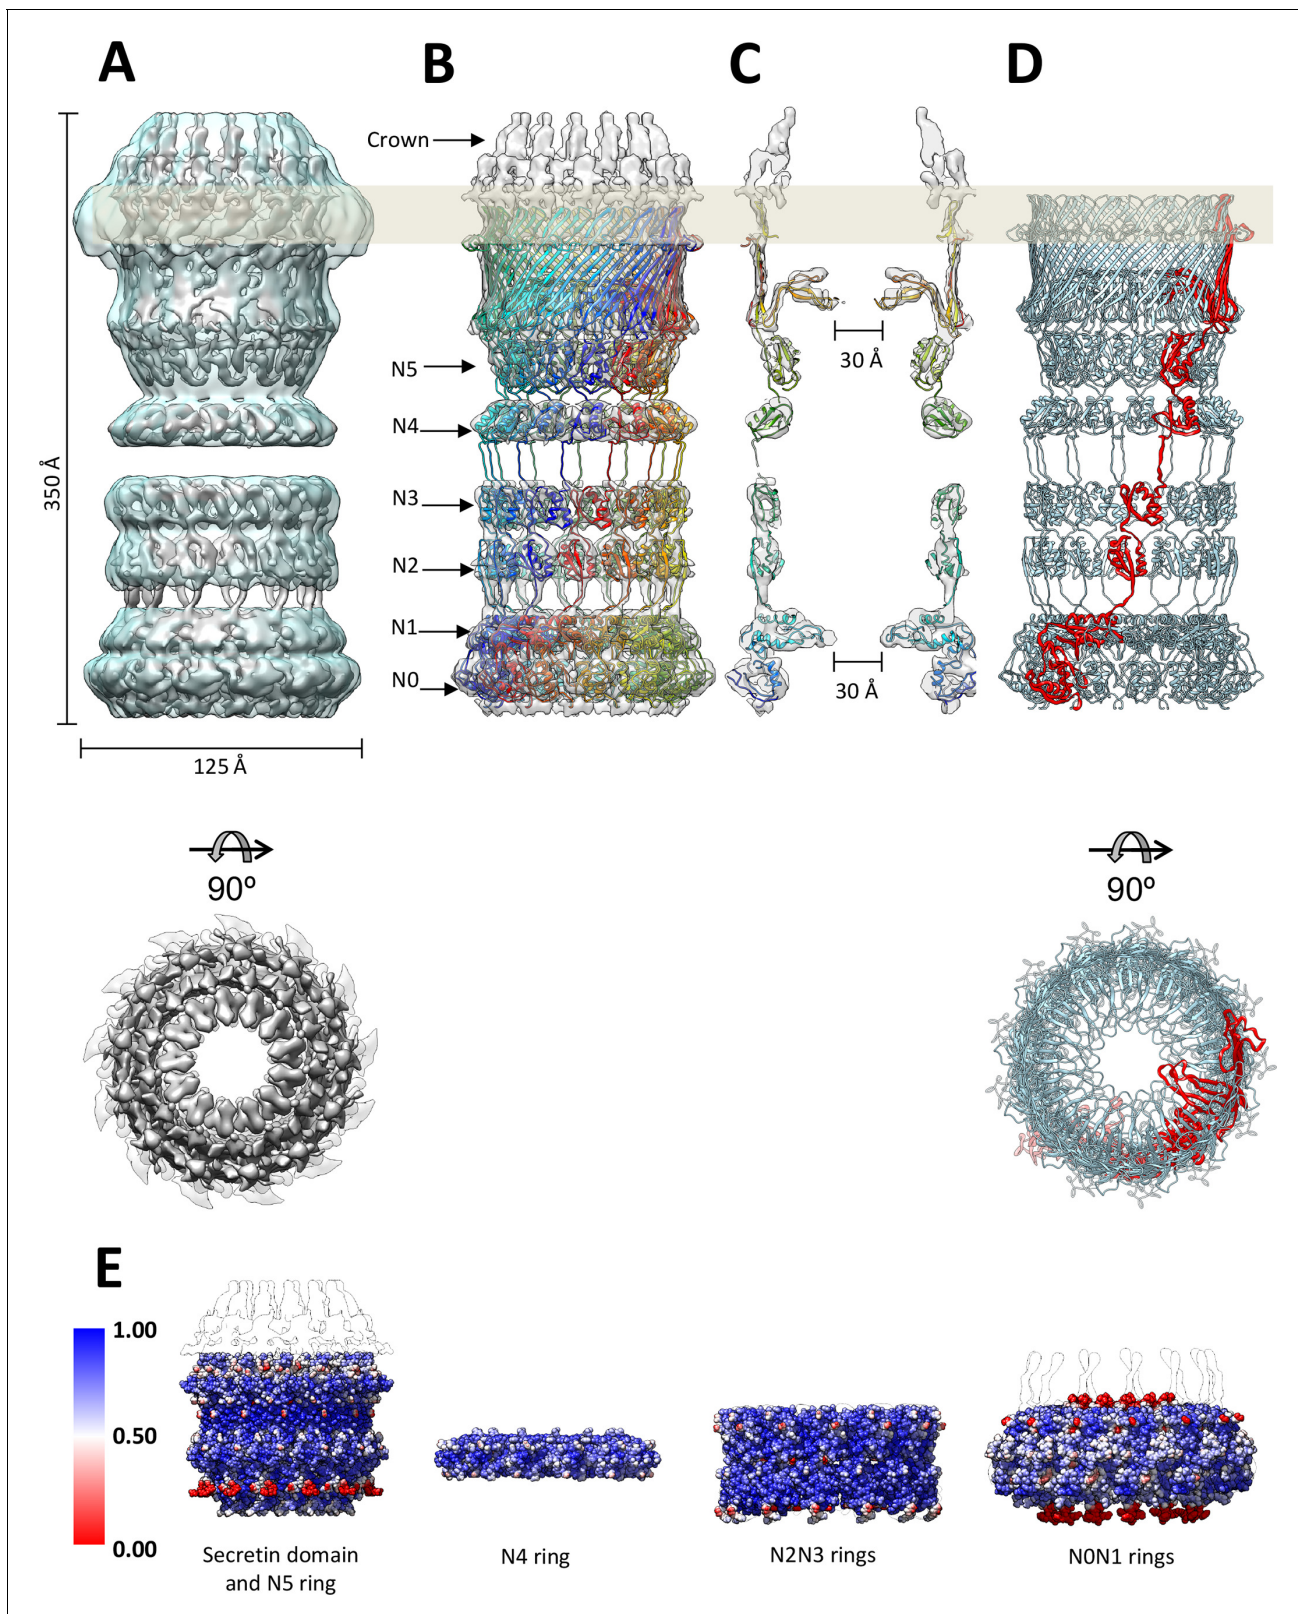 A
B
C
D
Crown
350 Å
30 Å
N5
N4
N3
N2
N1
N0
30 Å
125 Å
90º
90º
E
1.00
0.50
0.00
Secretin domain
and N5 ring
N4 ring
N2N3 rings
N0N1 rings